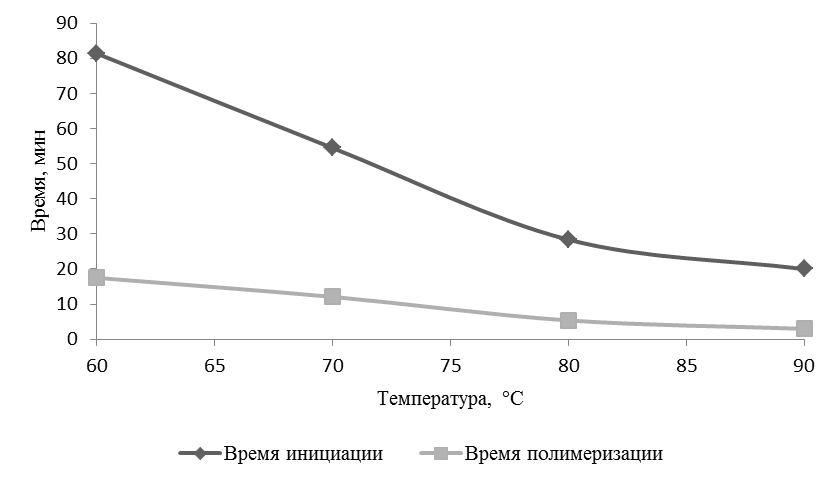 90
80
70
60
50
40
30
20
10
0
Время, мин
60 65 70 75 80 85 90
Температура, °С
Время инициации Время полимеризации